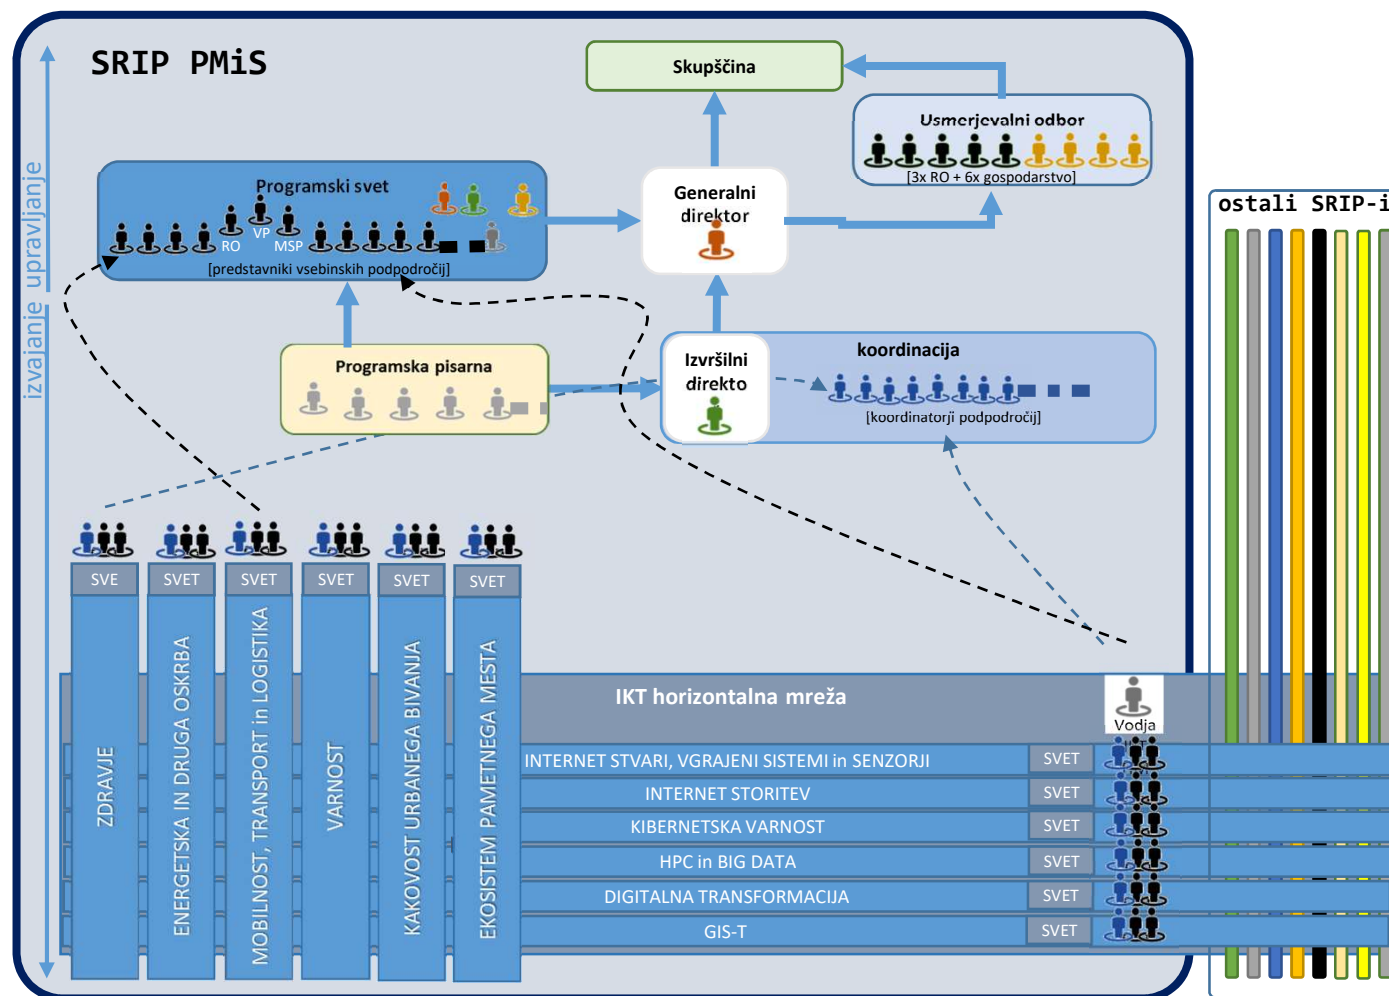 SRIP PMiS
Skupščina
Usmerjevalni odbor
[3x RO + 6x gospodarstvo]
upravljanje
izvajanje
Programski svet
RO
VP
MSP
[predstavniki vsebinskih podpodročij]
Generalni
direktor
ostali SRIP-i
Programska pisarna
Izvršilni
direkto
koordinacija
[koordinatorji podpodročij]
SVE
SVET
SVET
SVET
SVET
SVET
ZDRAVJE
ENERGETSKA IN DRUGA OSKRBA
MOBILNOST, TRANSPORT in LOGISTIKA
VARNOST
KAKOVOST URBANEGA BIVANJA
EKOSISTEM PAMETNEGA MESTA
IKT horizontalna mreža
Vodja
INTERNET STVARI, VGRAJENI SISTEMI in SENZORJI
SVET
INTERNET STORITEV
SVET
KIBERNETSKA VARNOST
SVET
HPC in BIG DATA
SVET
DIGITALNA TRANSFORMACIJA
SVET
GIS-T
SVET